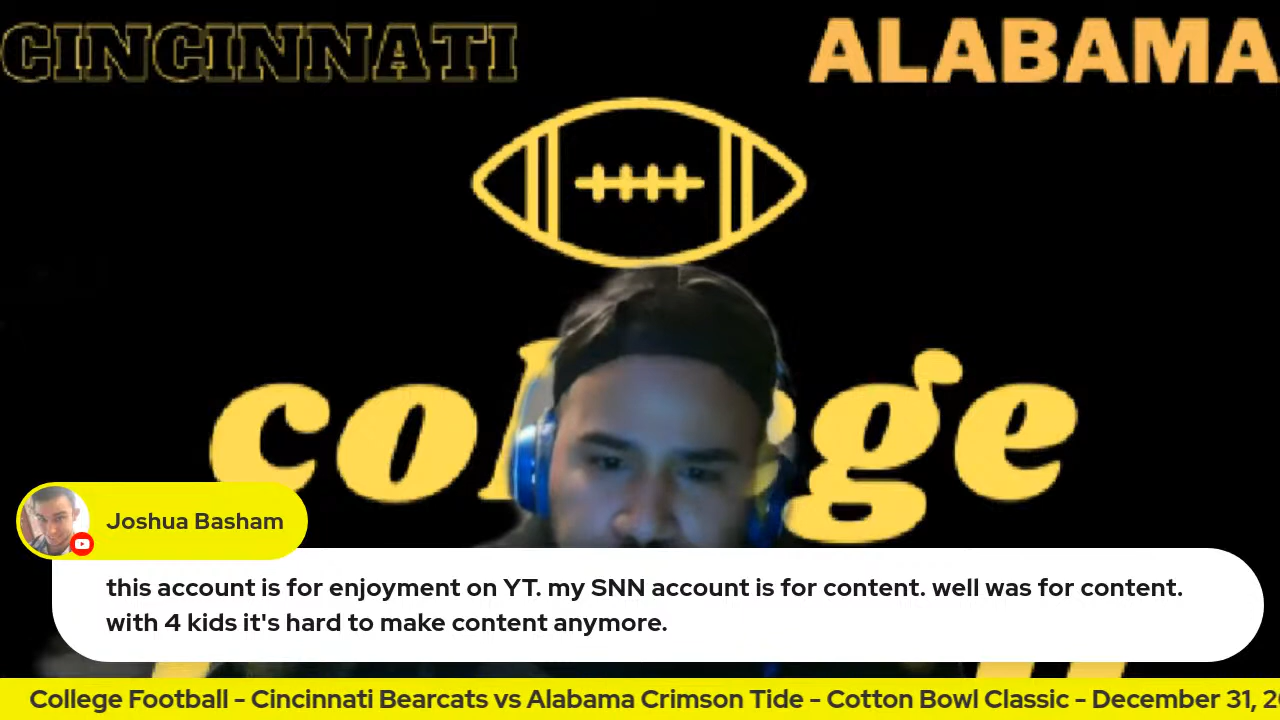 CINCINNATI
ALABAMA
Joshua Basham
this account is for enjoyment on YT. my SNN account is for content. well was for content.
with 4 kids it's hard to make content anymore.
College Football - Cincinnati Bearcats vs Alabama Crimson Tide - Cotton Bowl Classic - December 31,